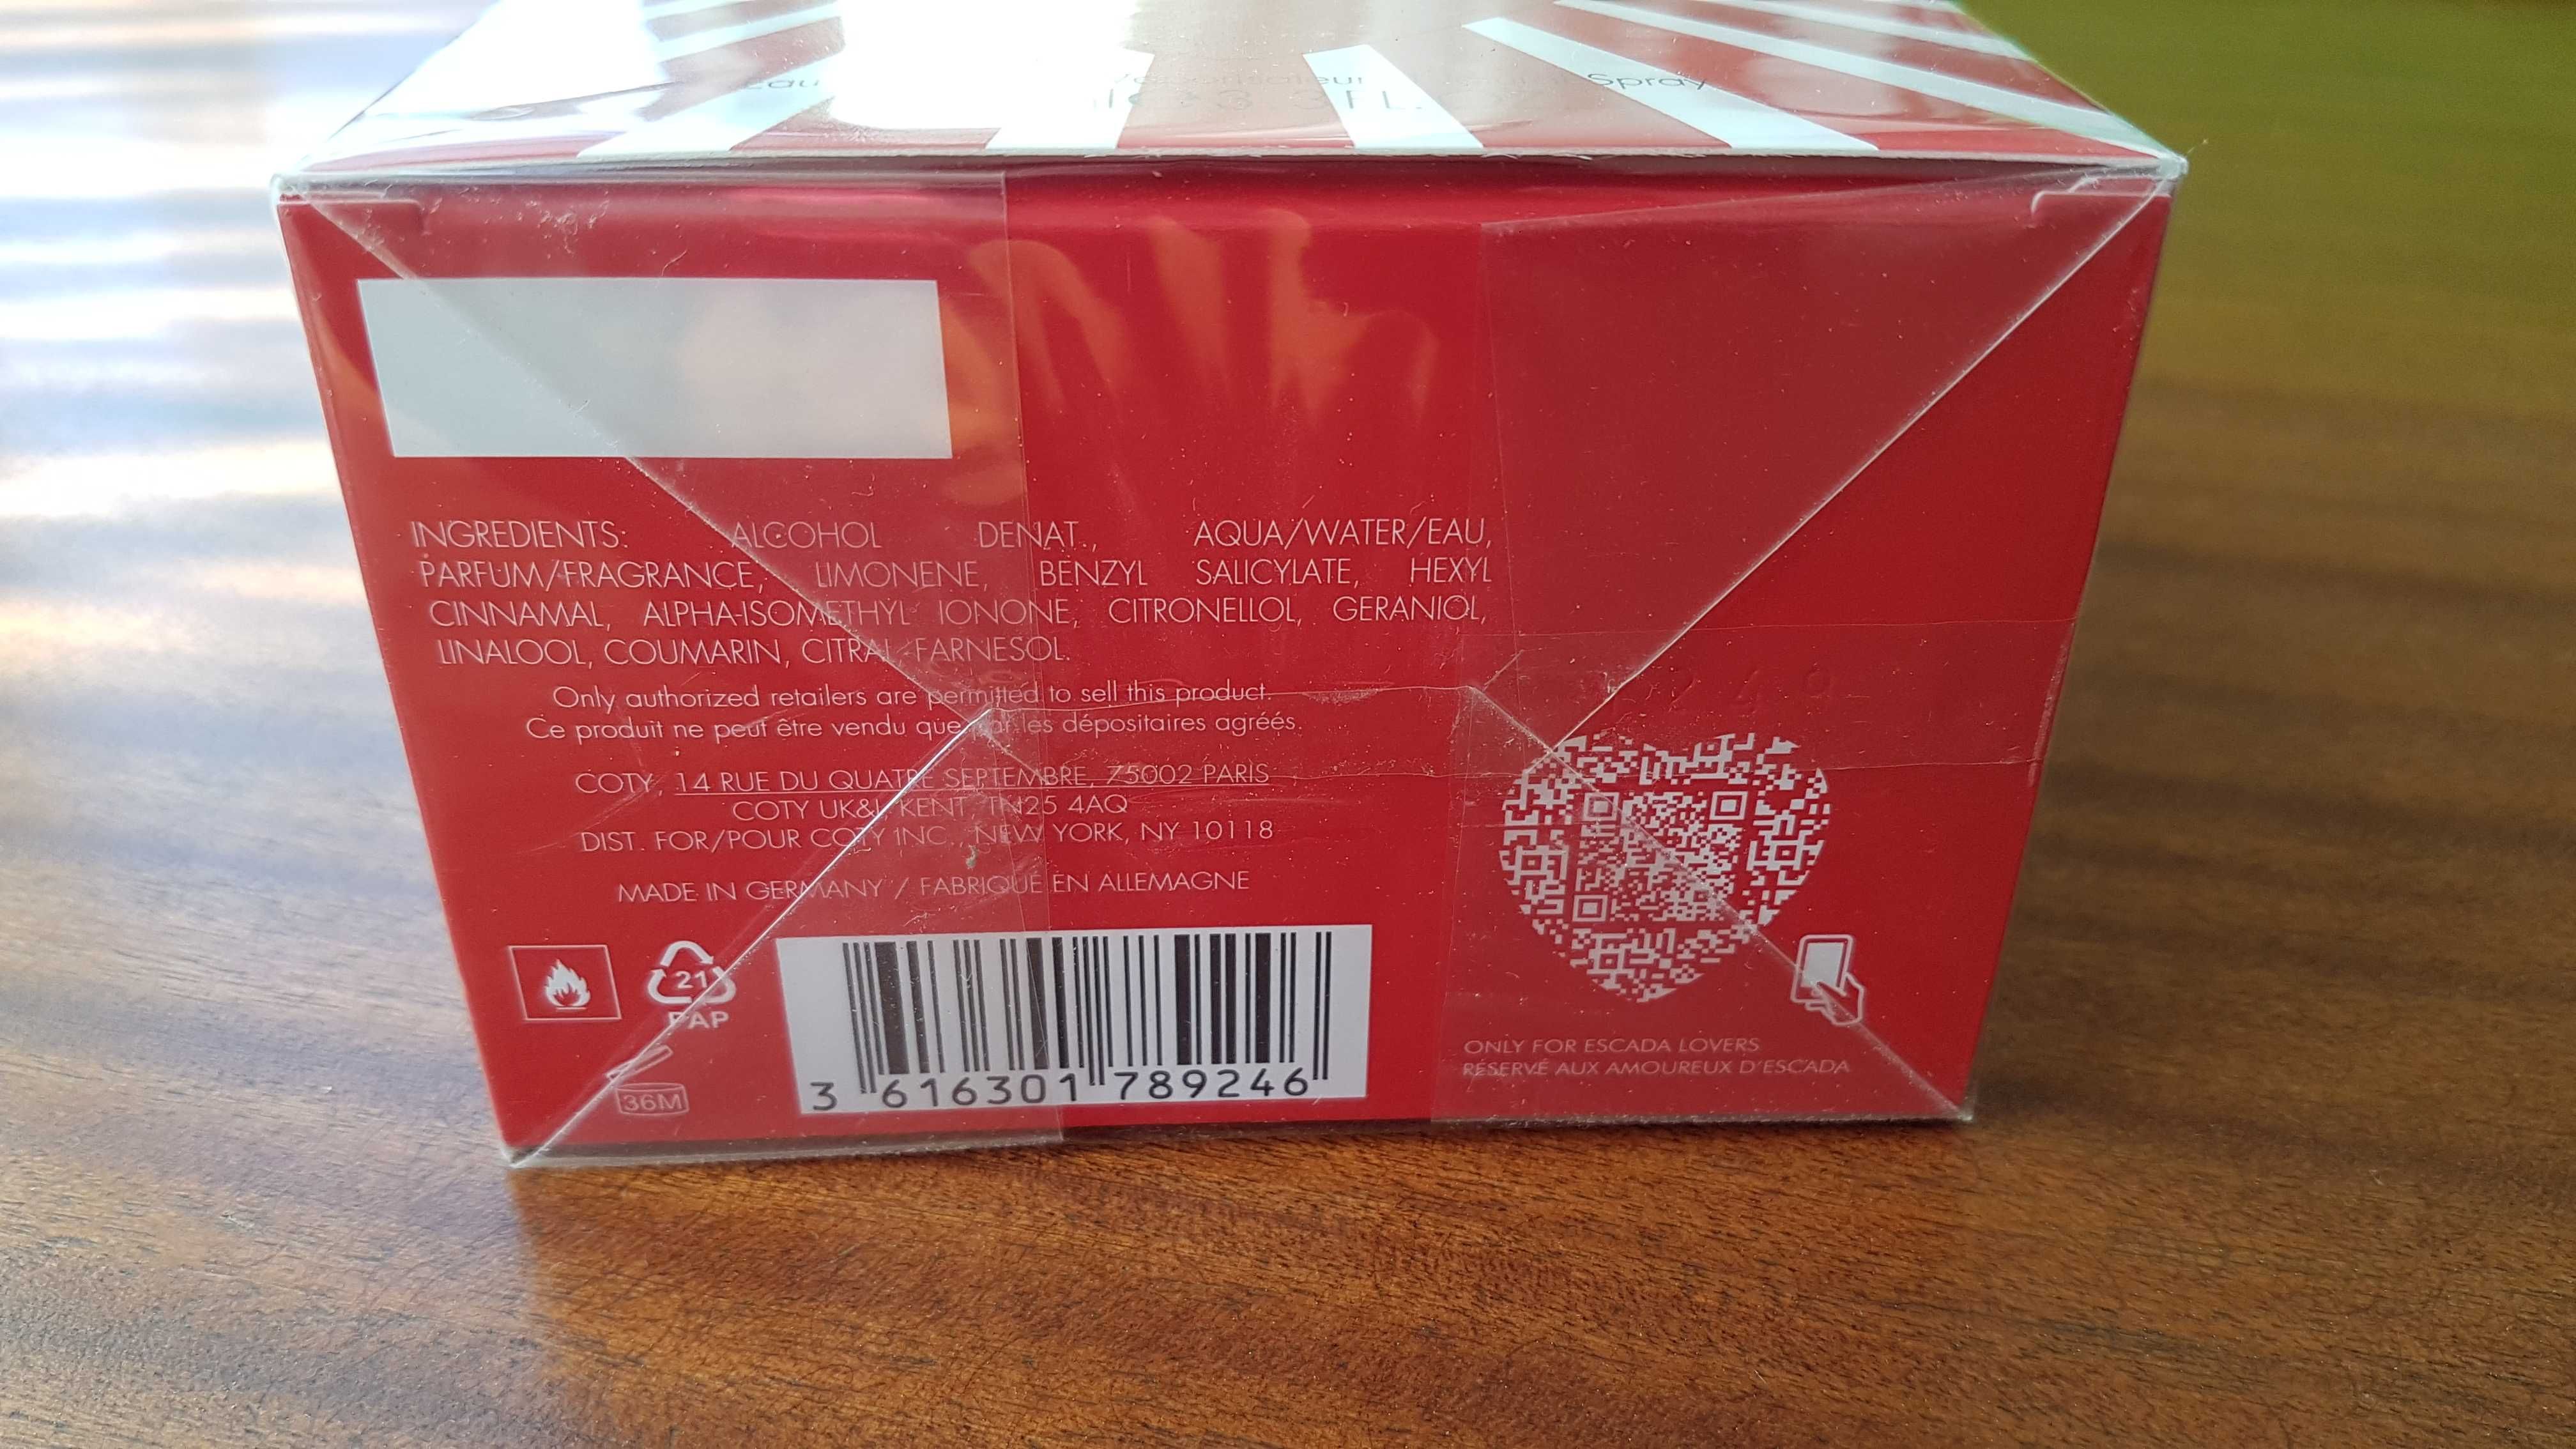 Spray
INGREDIENTS: ALCOHOL DENAT., AQUA/WATER/EAU,
PARFUM/FRAGRANCE, LIMONENE, BENZYL SALICYLATE, HEXYL
CINNAMAL, ALPHA-ISOMETHYL IONONE, CITRONELLOL, GERANIOL,
LINALOOL, COUMARIN, CITRAL, FARNESOL.
Only authorized retailers are permitted to sell this product.
Ce produit ne peut être vendu que par les dépositaires agréés.
COTY, 14 RUE DU QUATRE SEPTEMBRE, 75002 PARIS
COTY UK&I, KENT, TN25 4AQ
DIST. FOR/POUR COTY INC., NEW YORK, NY 10118
MADE IN GERMANY / FABRIQUÉ EN ALLEMAGNE
21
PAP
36M
3 616301 789246
ONLY FOR ESCADA LOVERS
RÉSERVÉ AUX AMOUREUX D'ESCADA